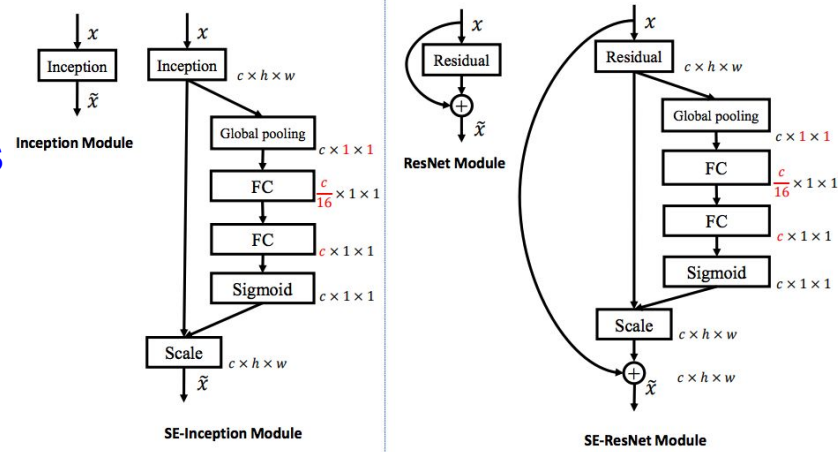 x
Inception
x̃
Inception Module
s
x
Inception
c × h × w
Global pooling
c × 1 × 1
FC
c/16 × 1 × 1
FC
c × 1 × 1
Sigmoid
c × 1 × 1
Scale
c × h × w
x̃
SE-Inception Module
x
Residual
+
x̃
ResNet Module
x
Residual
c × h × w
Global pooling
c × 1 × 1
FC
c/16 × 1 × 1
FC
c × 1 × 1
Sigmoid
c × 1 × 1
Scale
c × h × w
+
x̃
c × h × w
SE-ResNet Module